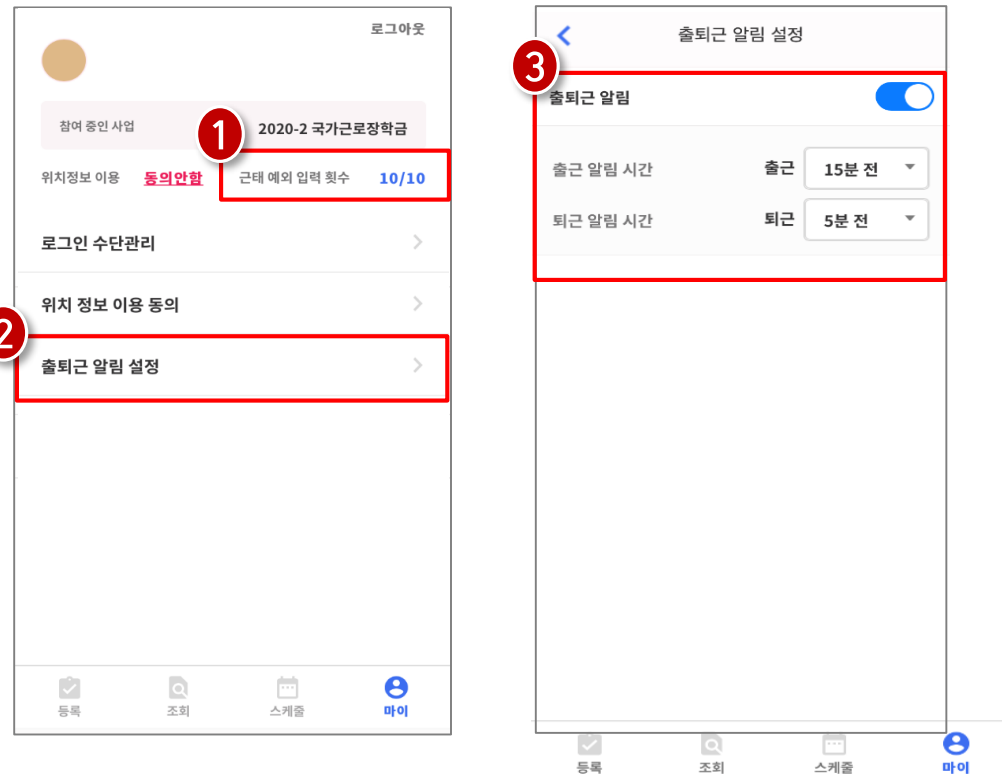 로그아웃
참여 중인 사업 2020-2 국가근로장학금
1
위치정보 이용 동의안함 근태 예외 입력 횟수 10/10
로그인 수단관리
위치 정보 이용 동의
2
출퇴근 알림 설정
등록 조회 스케줄 마이
출퇴근 알림 설정
3
출퇴근 알림
출근 알림 시간 출근 15분 전
퇴근 알림 시간 퇴근 5분 전
등록 조회 스케줄 마이